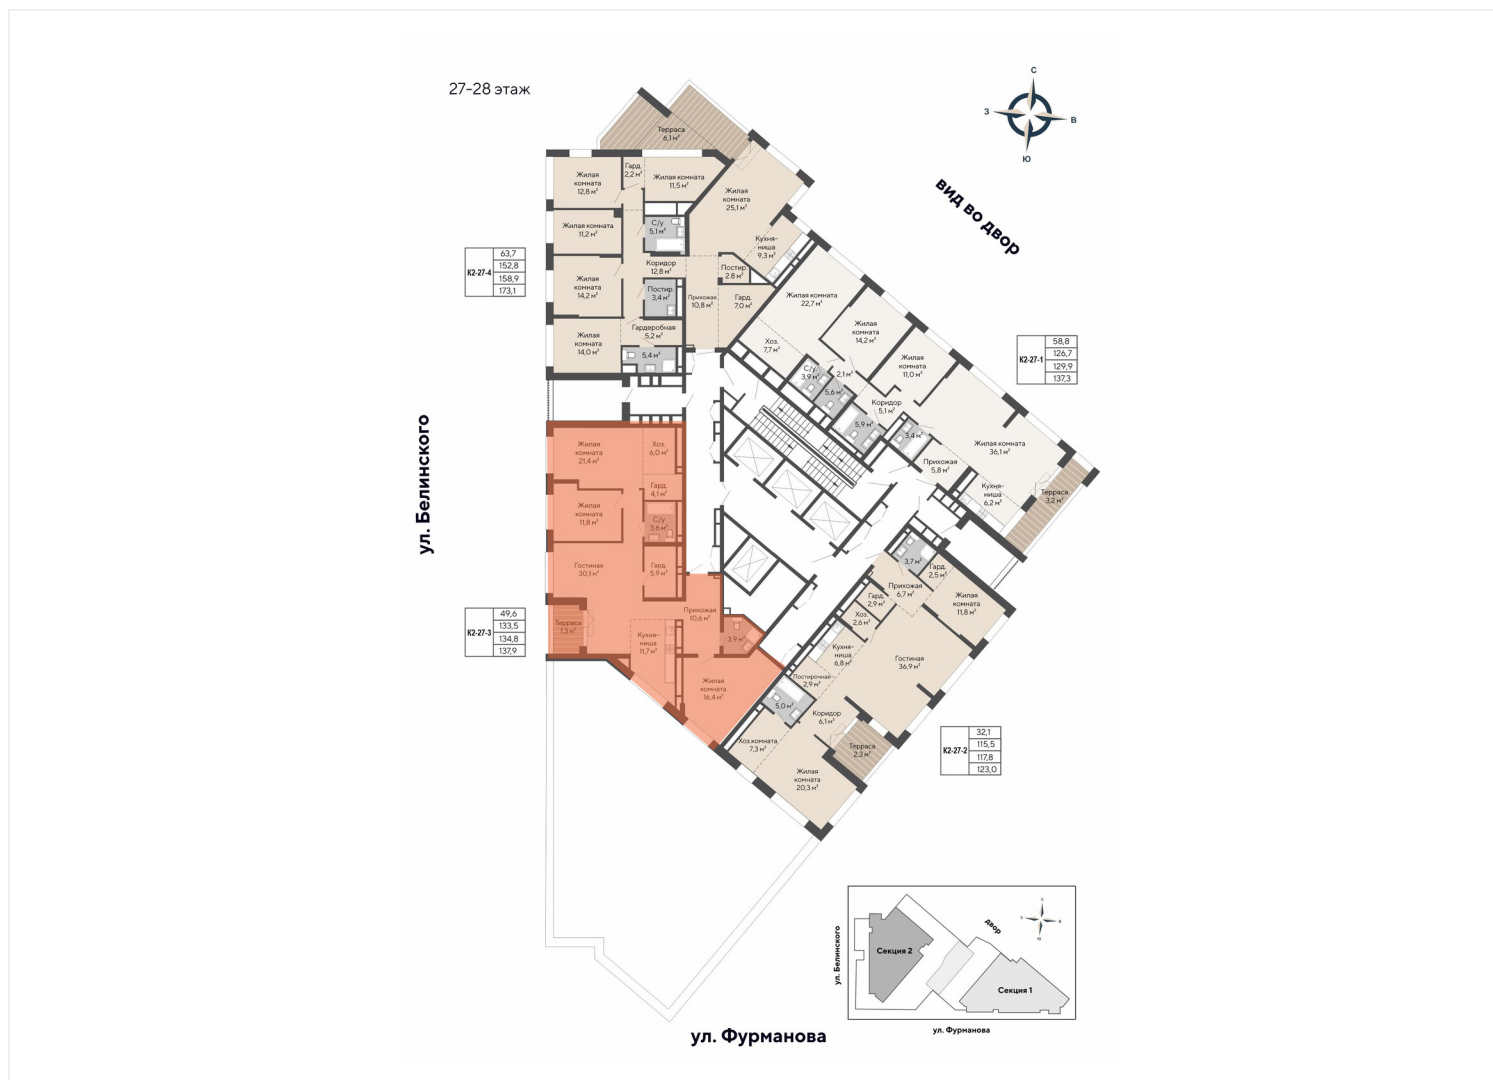 27-28 этаж
С
З
В
Ю
вид во двор
ул. Белинского
Терраса
6,1 м²
Жилая
комната
12,8 м²
Гард.
2,2 м²
Жилая комната
11,5 м²
Жилая
комната
25,1 м²
Жилая комната
11,2 м²
С/у
5,1 м²
Кухня-
ниша
9,3 м²
Коридор
12,8 м²
Постир.
2,8 м²
Жилая
комната
14,2 м²
Постир.
3,4 м²
Прихожая
10,8 м²
Гард.
7,0 м²
Жилая
комната
14,0 м²
Гардеробная
5,2 м²
5,4 м²
К2-27-4
63,7
152,8
158,9
173,1
Жилая комната
22,7 м²
Жилая
комната
14,2 м²
Хоз.
7,7 м²
С/у
3,9 м²
2,1 м²
5,6 м²
Жилая
комната
11,0 м²
Коридор
5,1 м²
5,9 м²
3,4 м²
Жилая комната
36,1 м²
Прихожая
5,8 м²
Кухня-
ниша
6,2 м²
Терраса
3,2 м²
К2-27-1
58,8
126,7
129,9
137,3
Жилая
комната
21,4 м²
Хоз.
6,0 м²
Гард.
4,1 м²
Жилая
комната
11,8 м²
С/у
3,6 м²
Гостиная
30,1 м²
Гард.
5,9 м²
Прихожая
10,6 м²
Терраса
1,3 м²
Кухня-
ниша
11,7 м²
3,9 м²
Жилая
комната
16,4 м²
К2-27-3
49,6
133,5
134,8
137,9
3,7 м²
Гард.
2,5 м²
Прихожая
6,7 м²
Жилая
комната
11,8 м²
Гард.
2,9 м²
Хоз.
2,6 м²
Кухня-
ниша
6,8 м²
Гостиная
36,9 м²
Постирочная
2,9 м²
5,0 м²
Коридор
6,1 м²
Хоз.комната
7,3 м²
Терраса
2,3 м²
Жилая
комната
20,3 м²
К2-27-2
32,1
115,5
117,8
123,0
ул. Белинского
двор
Секция 2
Секция 1
ул. Фурманова
ул. Фурманова